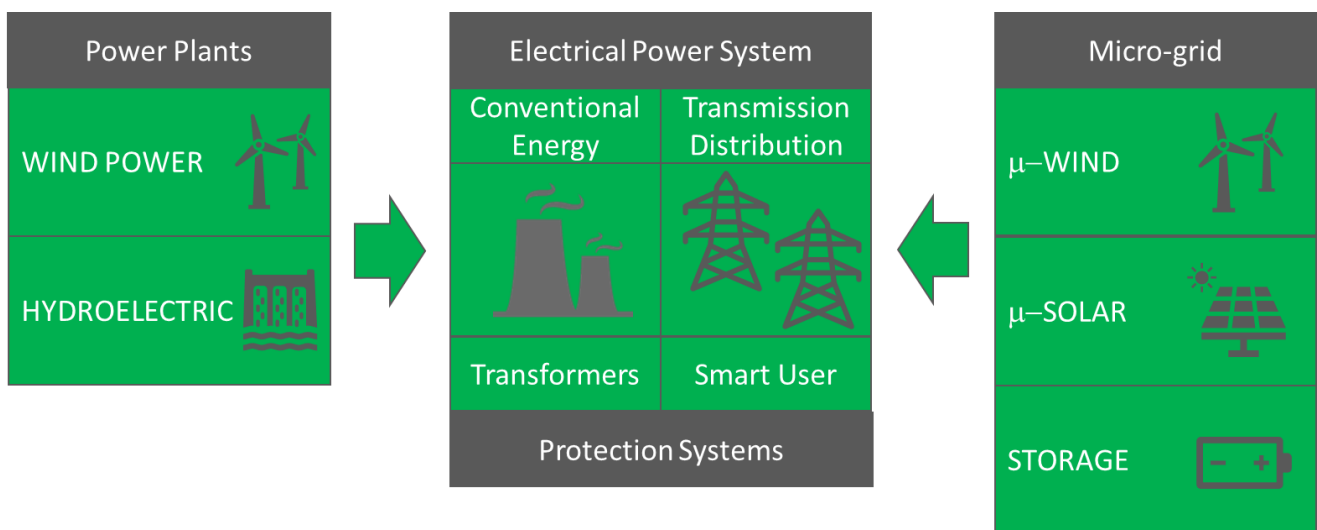 Power Plants
WIND POWER
HYDROELECTRIC
Electrical Power System
Conventional
Energy
Transmission
Distribution
Transformers
Smart User
Protection Systems
Micro-grid
μ–WIND
μ–SOLAR
STORAGE